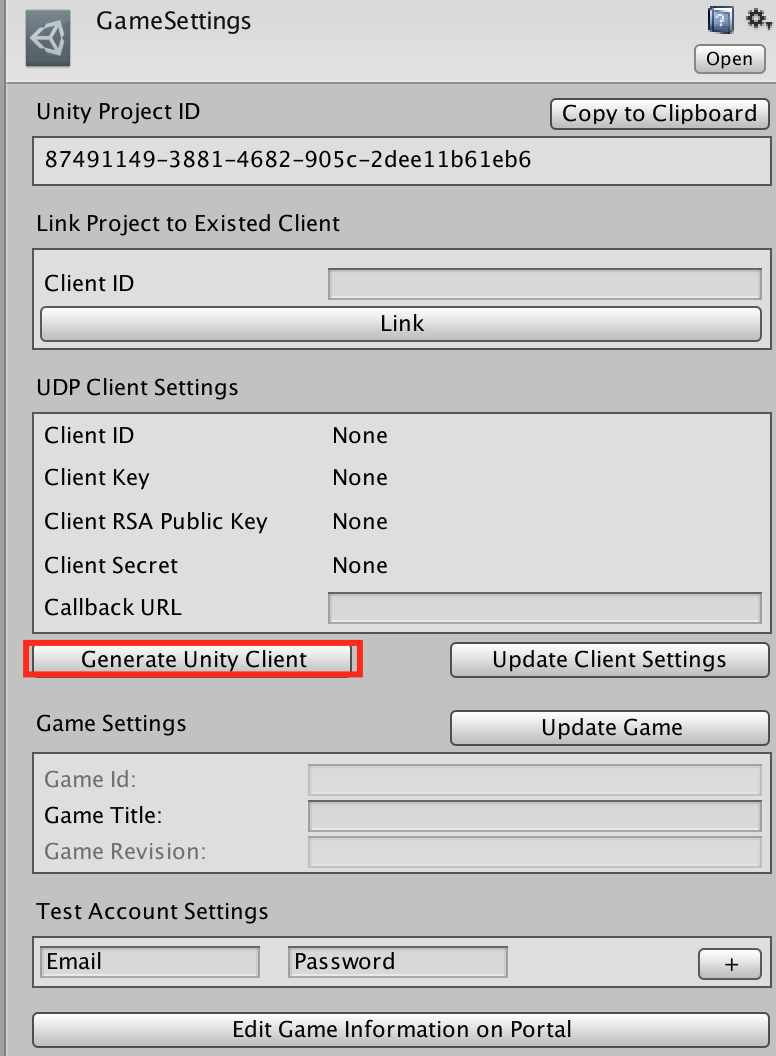 GameSettings
Open
Unity Project ID
Copy to Clipboard
87491149-3881-4682-905c-2dee11b61eb6
Link Project to Existed Client
Client ID
Link
UDP Client Settings
Client ID None
Client Key None
Client RSA Public Key None
Client Secret None
Callback URL
Generate Unity Client Update Client Settings
Game Settings Update Game
Game Id:
Game Title:
Game Revision:
Test Account Settings
Email Password +
Edit Game Information on Portal